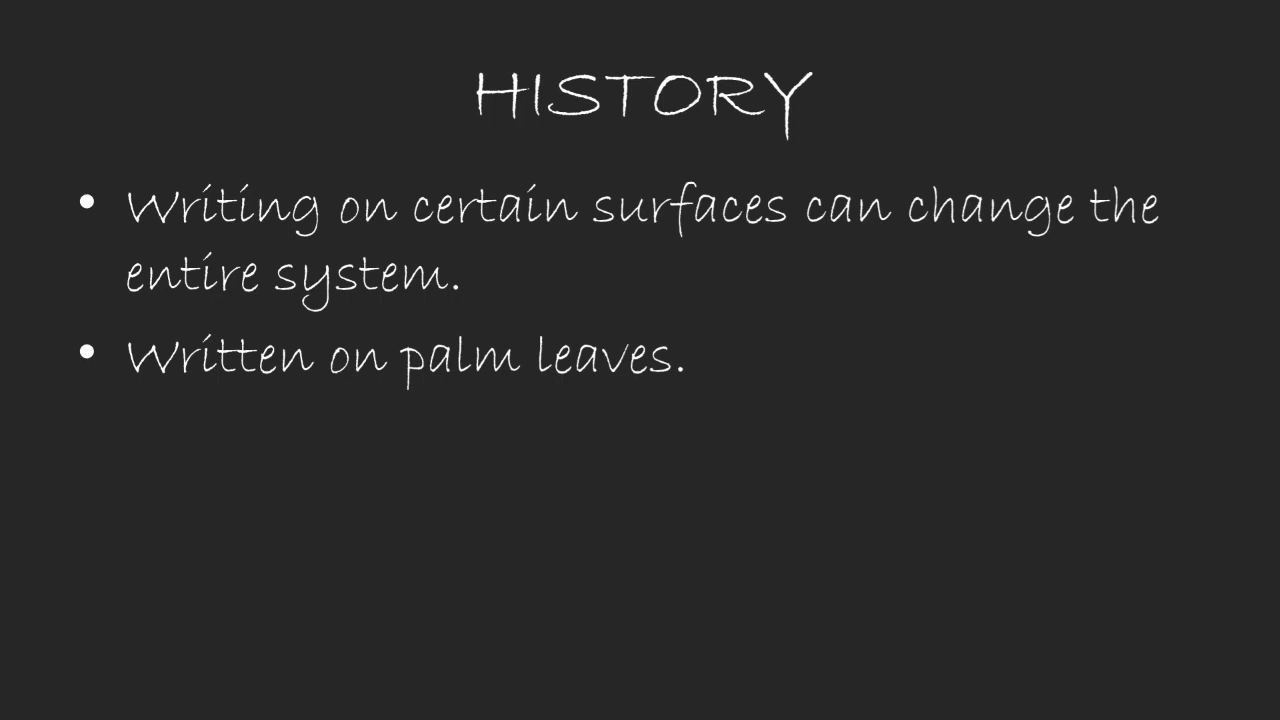 HISTORY
• Writing on certain surfaces can change the
entire system.
• Written on palm leaves.